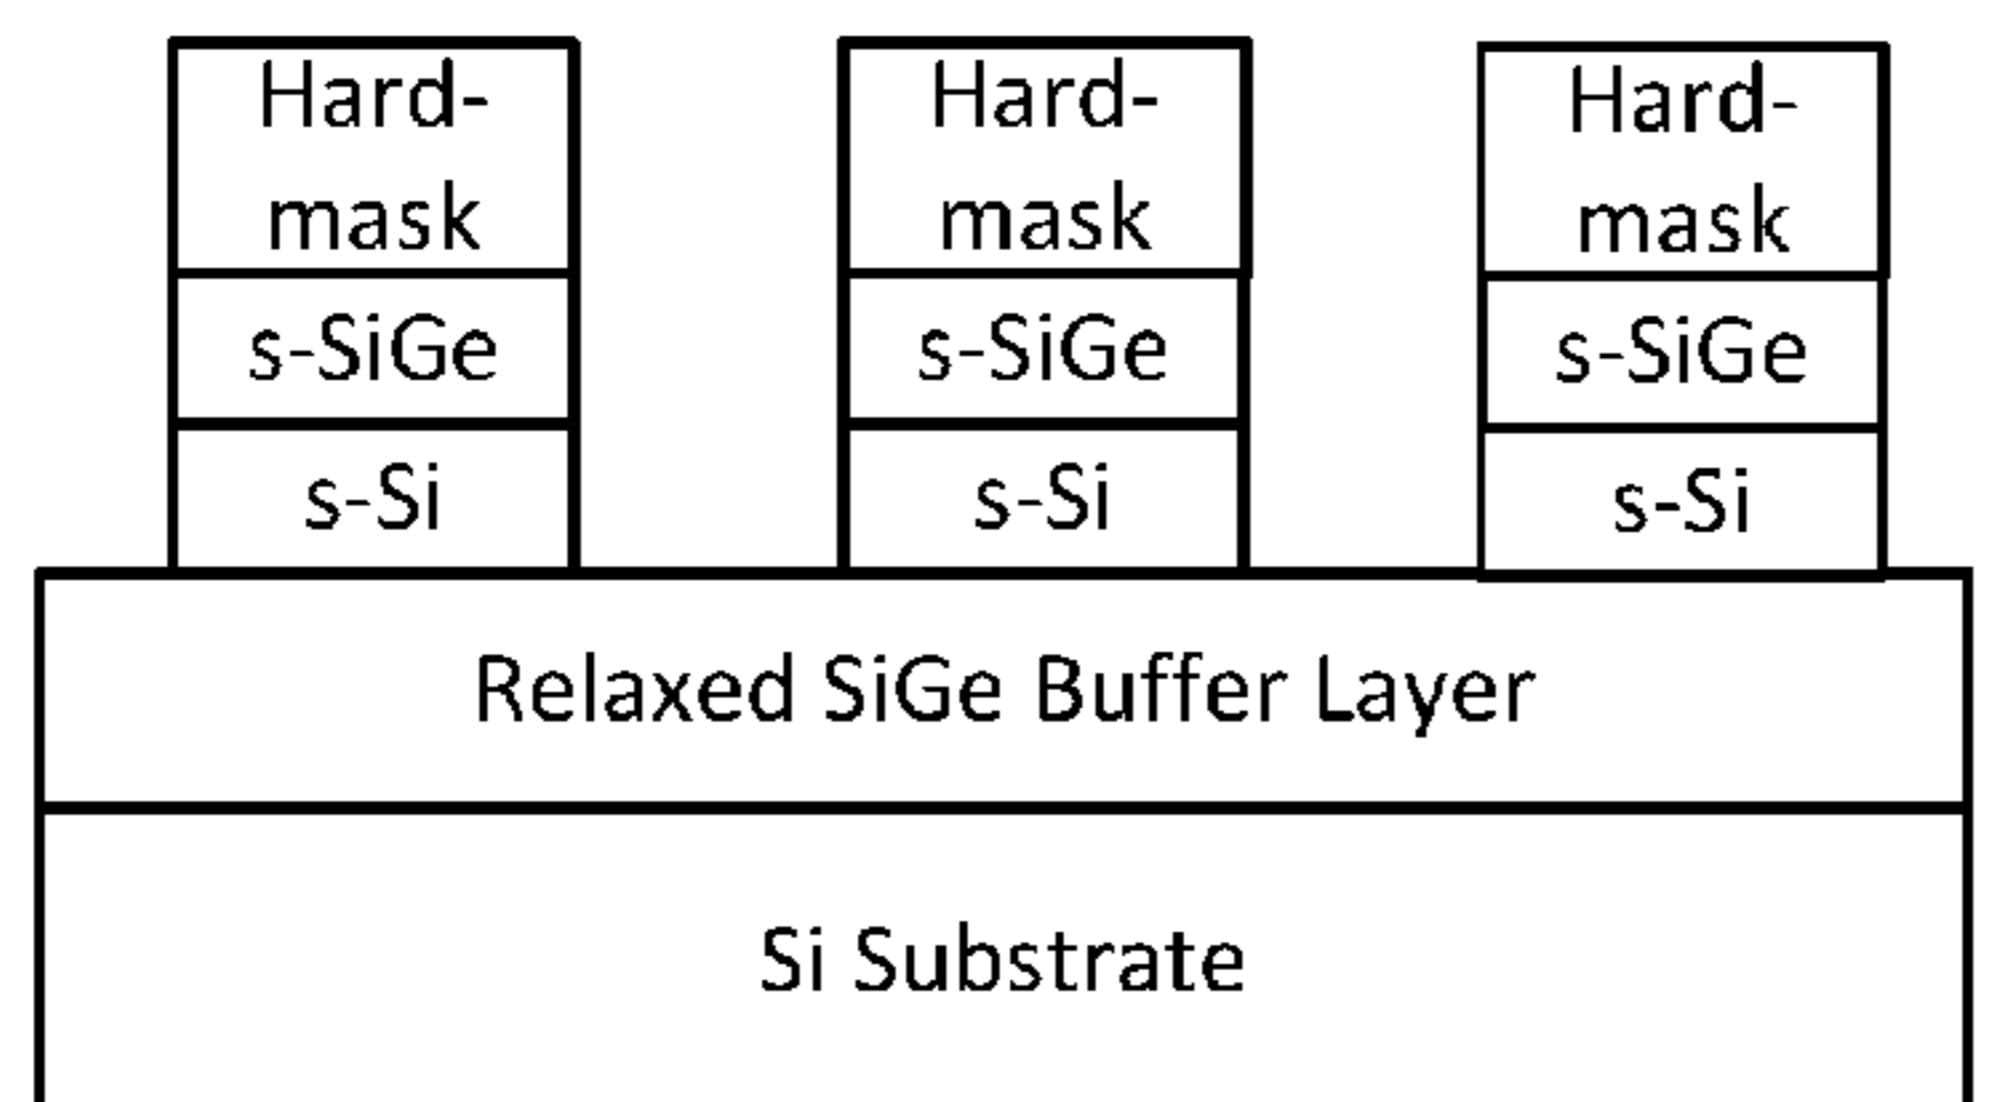 Hard-
mask
s-SiGe
s-Si
Hard-
mask
s-SiGe
s-Si
Hard-
mask
s-SiGe
s-Si
Relaxed SiGe Buffer Layer
Si Substrate